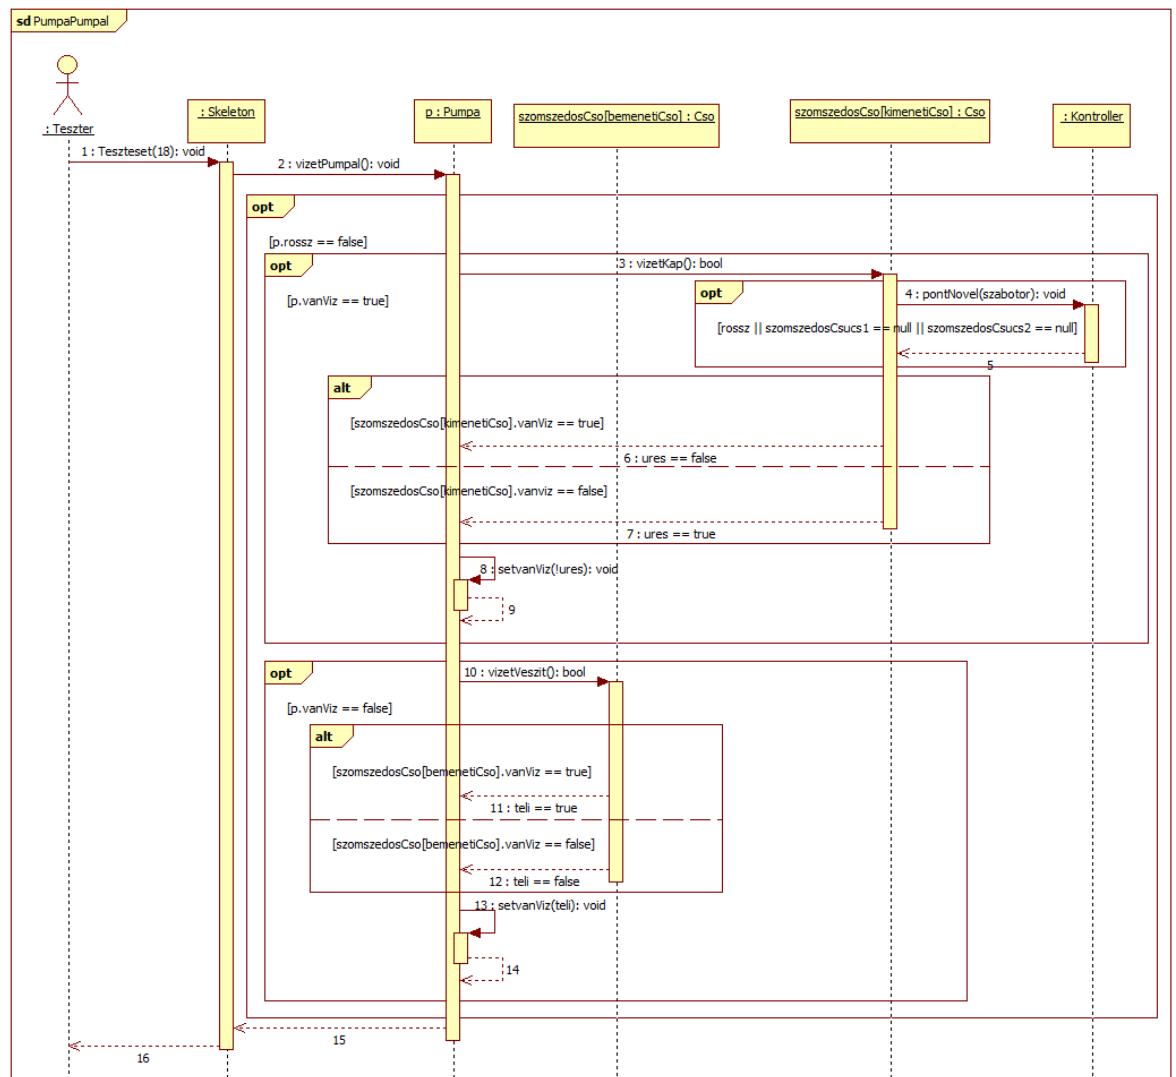 sd PumpaPumpal
: Teszter
: Skeleton
p : Pumpa
szomszedosCso[bemenetiCso] : Cso
szomszedosCso[kimenetiCso] : Cso
: Kontroller
1 : Teszteset(18): void
2 : vizetPumpal(): void
opt
[p.rossz == false]
opt
3 : vizetKap(): bool
[p.vanViz == true]
opt
4 : pontNovel(szabotor): void
[rossz || szomszedosCsucs1 == null || szomszedosCsucs2 == null]
5
alt
[szomszedosCso[kimenetiCso].vanViz == true]
6 : ures == false
[szomszedosCso[kimenetiCso].vanviz == false]
7 : ures == true
8 : setvanViz(!ures): void
9
opt
10 : vizetVeszit(): bool
[p.vanViz == false]
alt
[szomszedosCso[bemenetiCso].vanViz == true]
11 : teli == true
[szomszedosCso[bemenetiCso].vanViz == false]
12 : teli == false
13 : setvanViz(teli): void
14
15
16